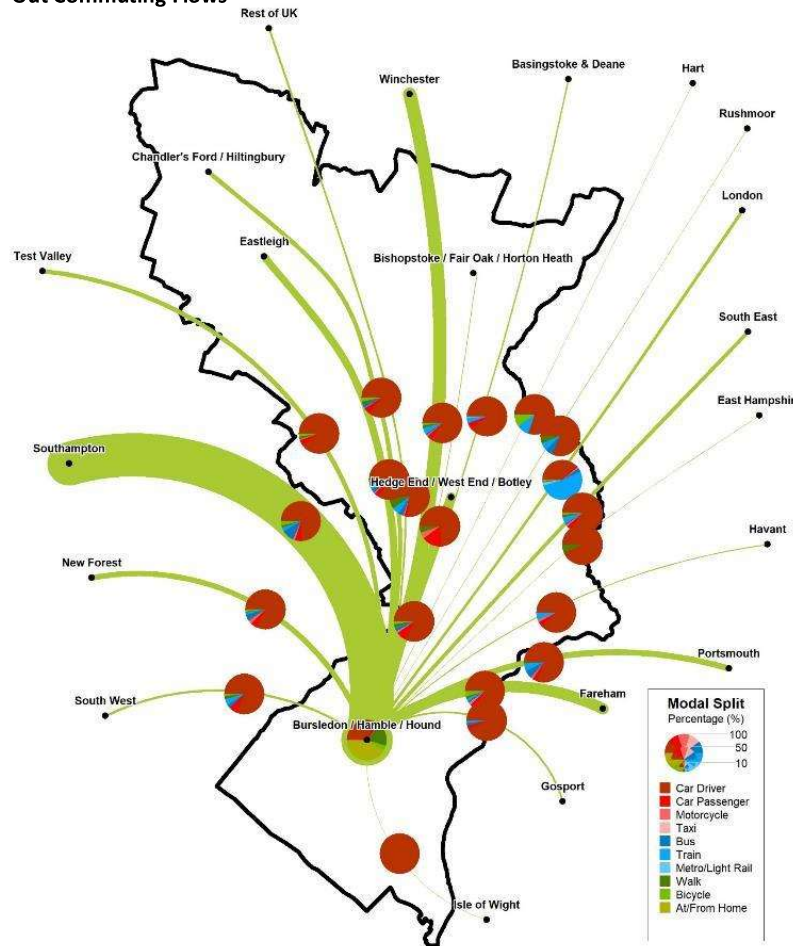 Out Commuting Flows
Rest of UK
Winchester
Basingstoke & Deane
Hart
Rushmoor
Chandler's Ford / Hiltingbury
London
Eastleigh
Test Valley
Bishopstoke / Fair Oak / Horton Heath
South East
East Hampshir
Southampton
Hedge End / West End / Botley
Havant
New Forest
Portsmouth
Fareham
South West
Bursledon / Hamble / Hound
Gosport
Isle of Wight
Modal Split
Percentage (%)
100
50
10
Car Driver
Car Passenger
Motorcycle
Taxi
Bus
Train
Metro/Light Rail
Walk
Bicycle
At/From Home